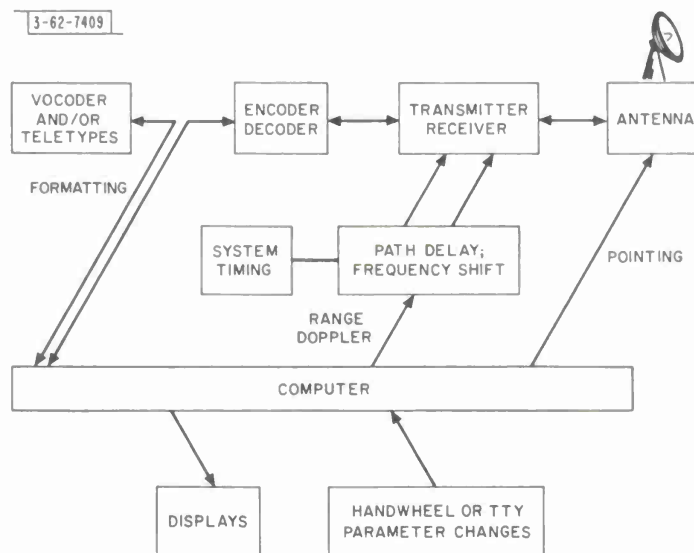 3-62-7409
VOCODER
AND/OR
TELETYPES
ENCODER
DECODER
TRANSMITTER
RECEIVER
ANTENNA
FORMATTING
SYSTEM
TIMING
PATH DELAY;
FREQUENCY SHIFT
POINTING
RANGE
DOPPLER
COMPUTER
DISPLAYS
HANDWHEEL OR TTY
PARAMETER CHANGES